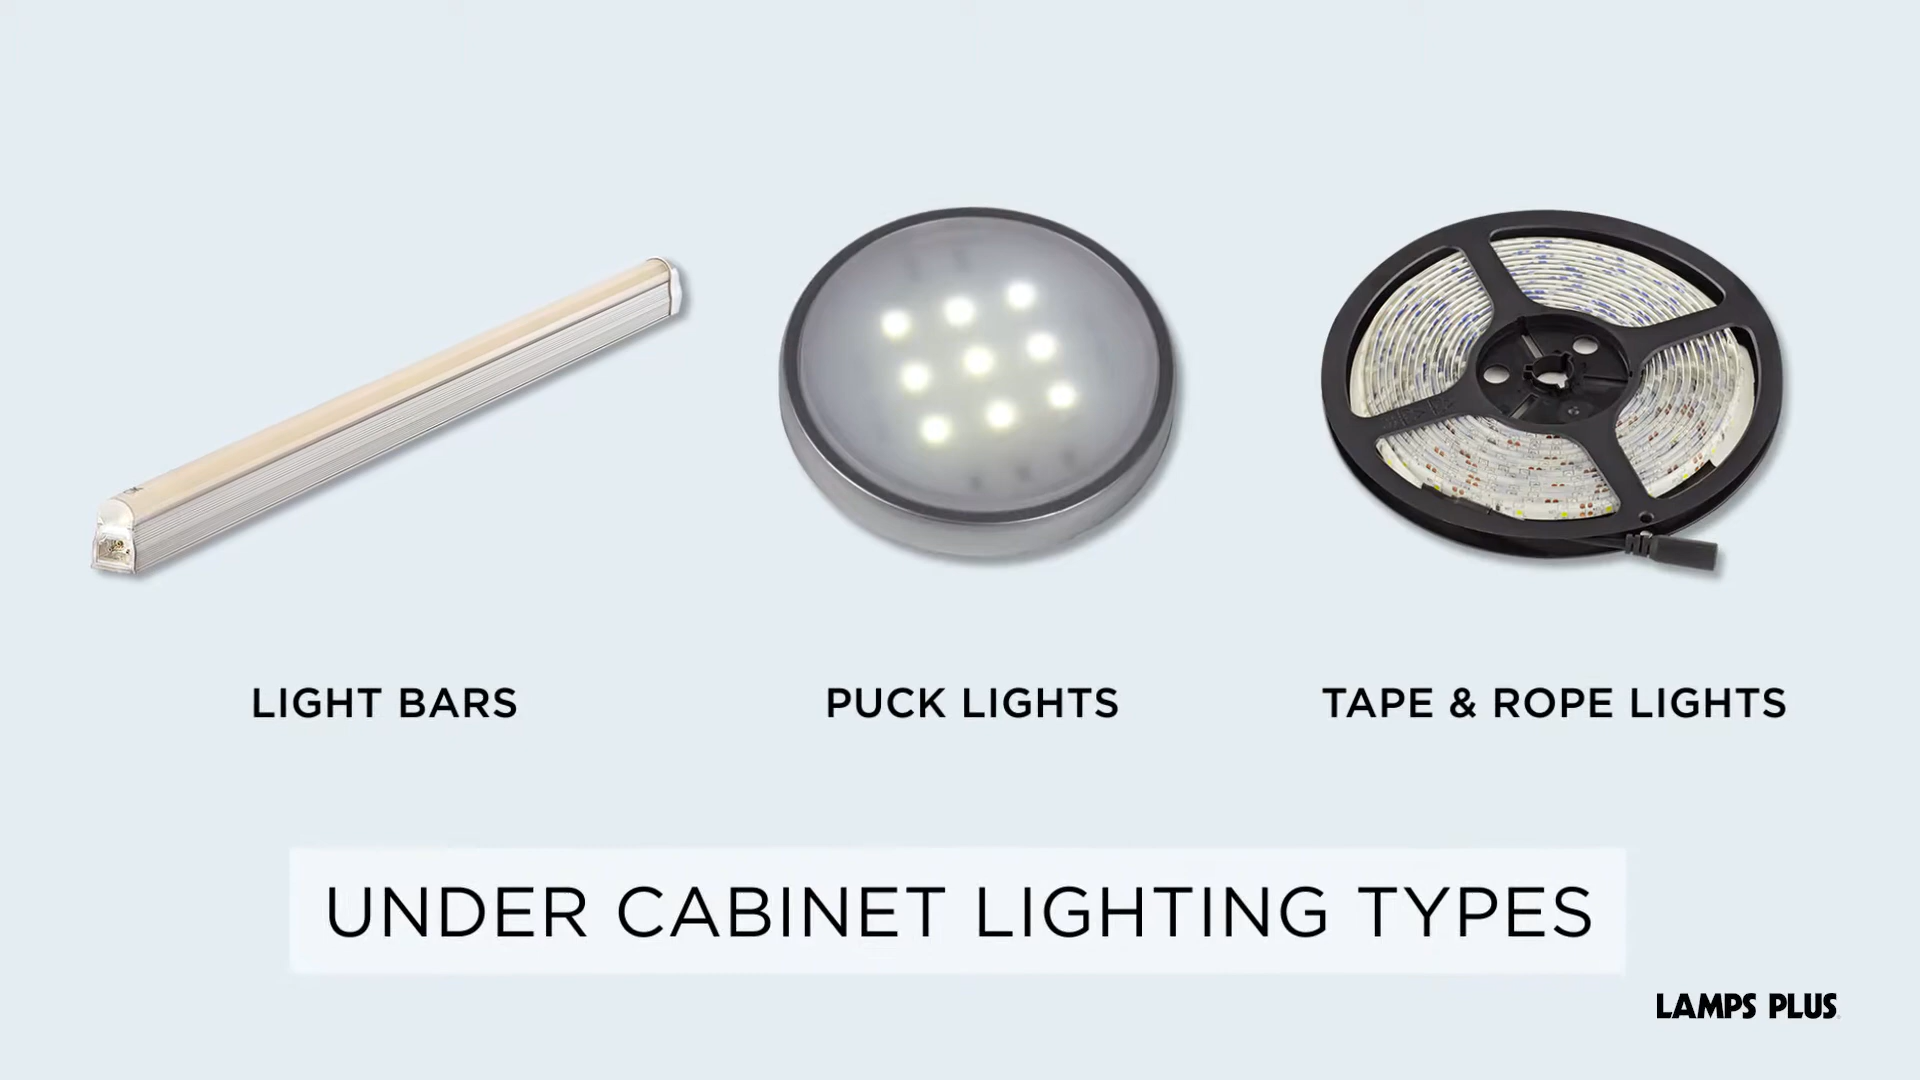 LIGHT BARS
PUCK LIGHTS
TAPE & ROPE LIGHTS
UNDER CABINET LIGHTING TYPES
LAMPS PLUS